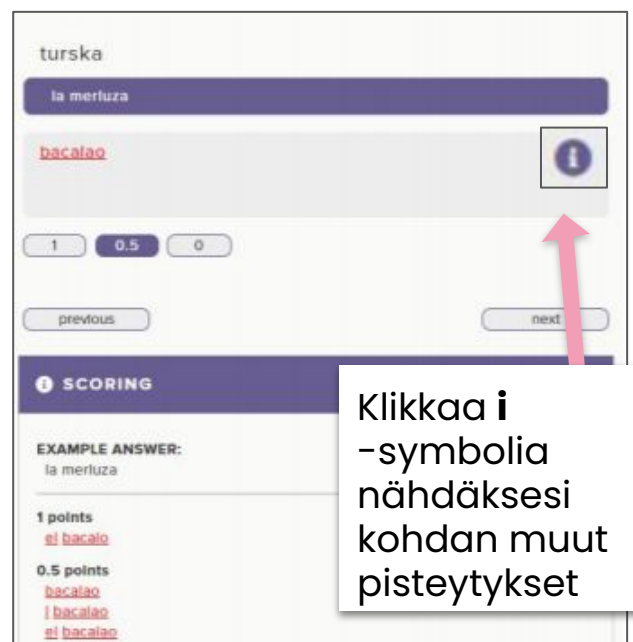 turska
la merluza
bacalao
i
1 0.5 0
previous next
i SCORING
EXAMPLE ANSWER:
la merluza
1 points
el bacalo
0.5 points
bacalao
l bacalao
el bacalao
Klikkaa i
-symbolia
nähdäksesi
kohdan muut
pisteytykset